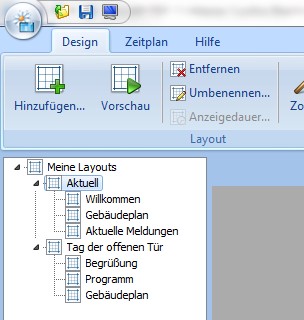 Design Zeitplan Hilfe
Entfernen
Umbenennen...
Hinzufügen... Vorschau Anzeigedauer...
Layout
Meine Layouts
Aktuell
Willkommen
Gebäudeplan
Aktuelle Meldungen
Tag der offenen Tür
Begrüßung
Programm
Gebäudeplan